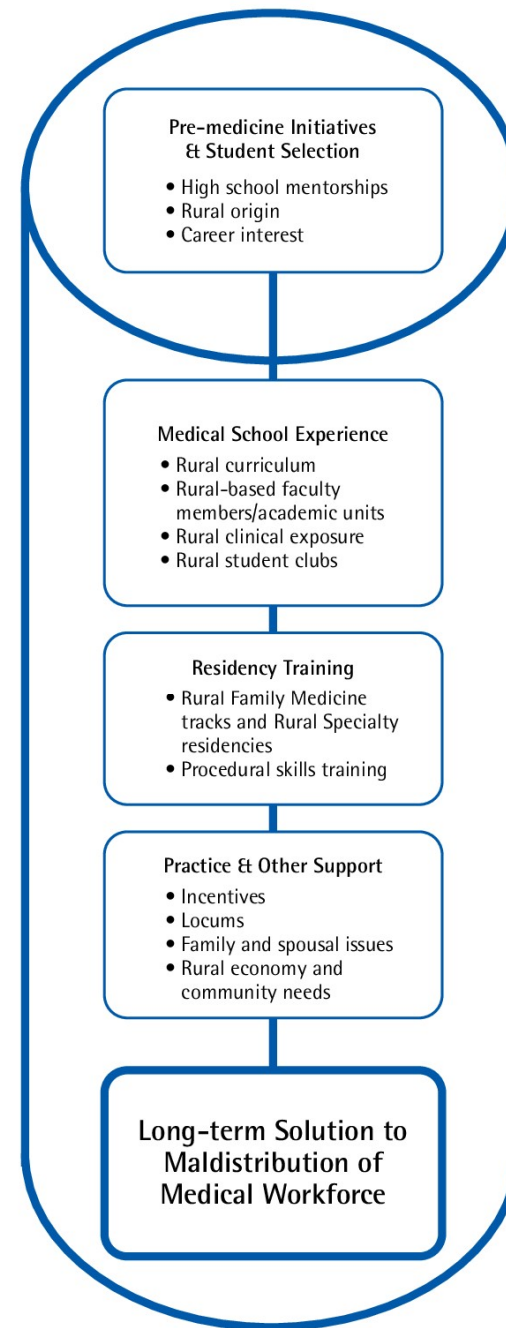 Pre-medicine Initiatives
& Student Selection
• High school mentorships
• Rural origin
• Career interest
Medical School Experience
• Rural curriculum
• Rural-based faculty
members/academic units
• Rural clinical exposure
• Rural student clubs
Residency Training
• Rural Family Medicine
tracks and Rural Specialty
residencies
• Procedural skills training
Practice & Other Support
• Incentives
• Locums
• Family and spousal issues
• Rural economy and
community needs
Long-term Solution to
Maldistribution of
Medical Workforce